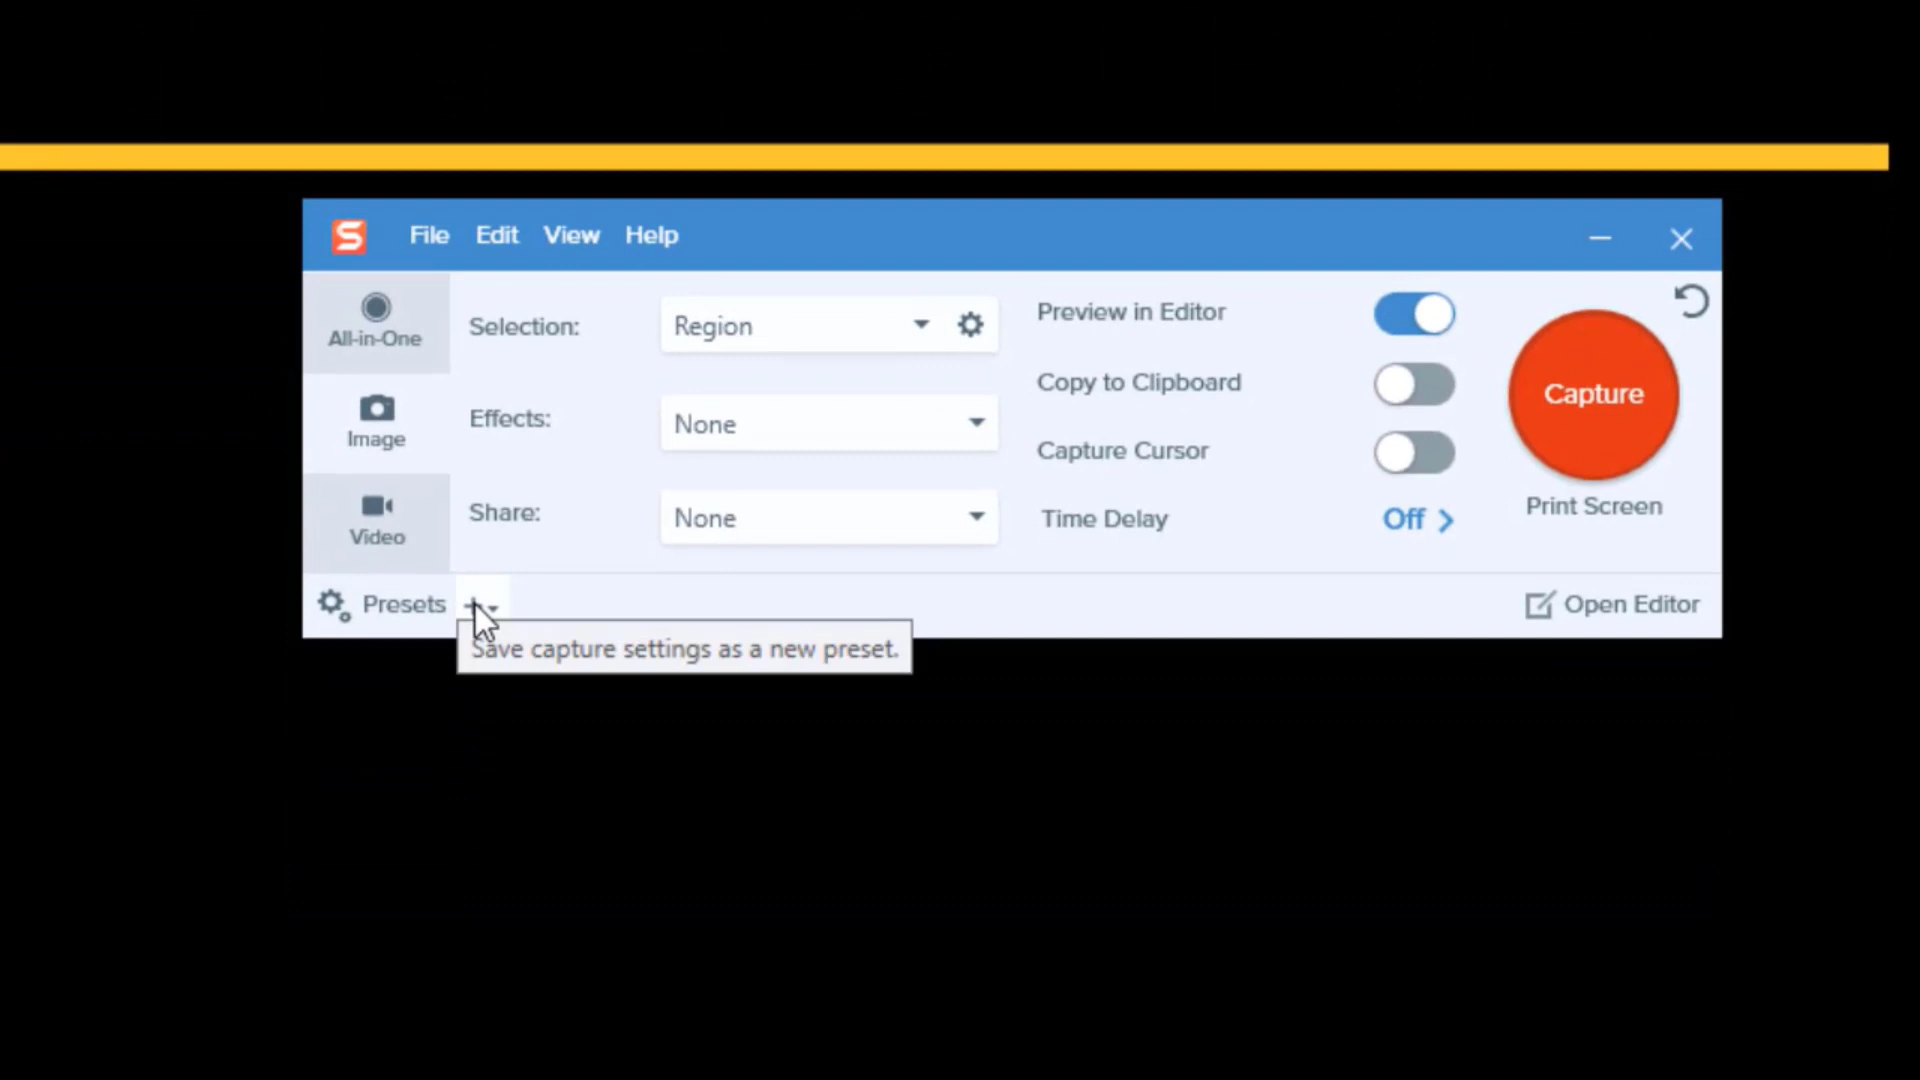 File Edit View Help
All-in-One
Image
Video
Selection: Region
Effects: None
Share: None
Preview in Editor
Copy to Clipboard
Capture Cursor
Time Delay Off
Capture
Print Screen
Presets
Open Editor
Save capture settings as a new preset.